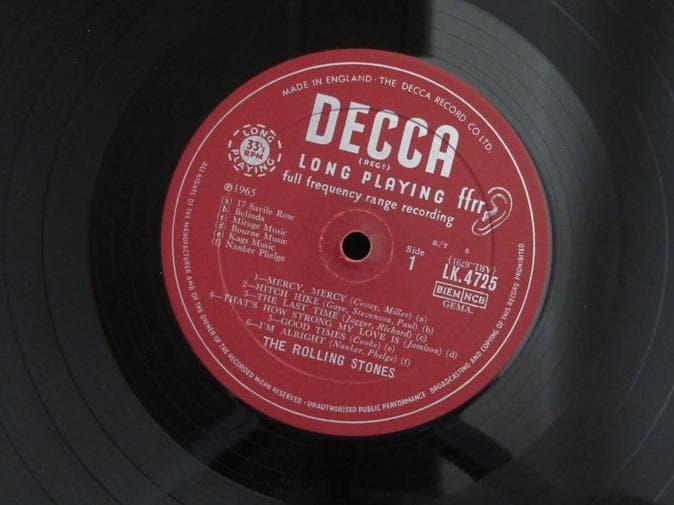 MADE IN ENGLAND · THE DECCA RECORD CO. LTD.
DECCA
(REGᴰ)
LONG PLAYING
33⅓
RPM
LONG PLAYING
full frequency range recording
ffrr
℗1965
(a) 17 Savile Row
(b) Belinda
(c) Mirage Music
(d) Bourne Music
(e) Kags Music
(f) Nanker Phelge
Side
1
R/T S
LK.4725
BIEM NCB
GEMA.
1—MERCY, MERCY (Covay, Miller) (a)
2—HITCH HIKE (Gaye, Stevenson, Paul) (b)
3—THE LAST TIME (Jagger, Richard) (c)
4—THAT'S HOW STRONG MY LOVE IS (Jamison) (d)
5—GOOD TIMES (Cooke) (e)
6—I'M ALRIGHT (Nanker, Phelge) (f)
THE ROLLING STONES
ALL RIGHTS OF THE MANUFACTURER AND OF THE OWNER OF THE RECORDED WORK RESERVED · UNAUTHORISED PUBLIC PERFORMANCE, BROADCASTING AND COPYING OF THIS RECORD PROHIBITED